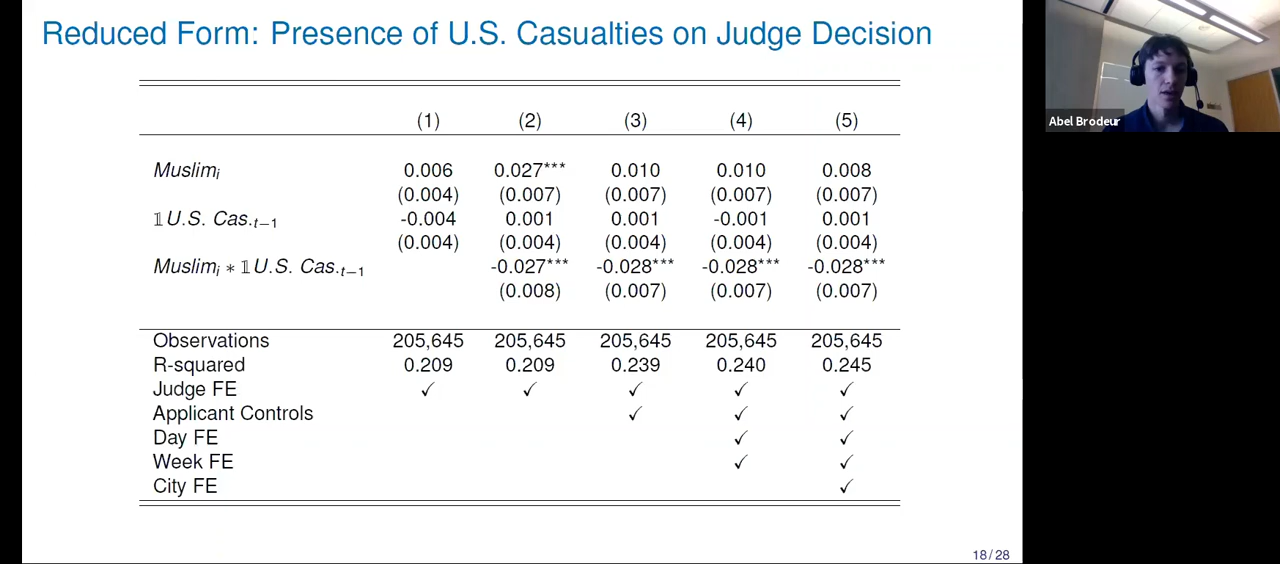 Reduced Form: Presence of U.S. Casualties on Judge Decision
(1) (2) (3) (4) (5)
Muslimᵢ 0.006 0.027*** 0.010 0.010 0.008
(0.004) (0.007) (0.007) (0.007) (0.007)
𝟙U.S. Cas.ₜ₋₁ -0.004 0.001 0.001 -0.001 0.001
(0.004) (0.004) (0.004) (0.004) (0.004)
Muslimᵢ * 𝟙U.S. Cas.ₜ₋₁ -0.027*** -0.028*** -0.028*** -0.028***
(0.008) (0.007) (0.007) (0.007)
Observations 205,645 205,645 205,645 205,645 205,645
R-squared 0.209 0.209 0.239 0.240 0.245
Judge FE ✓ ✓ ✓ ✓ ✓
Applicant Controls ✓ ✓ ✓
Day FE ✓ ✓
Week FE ✓ ✓
City FE ✓
18 / 28
Abel Brodeur